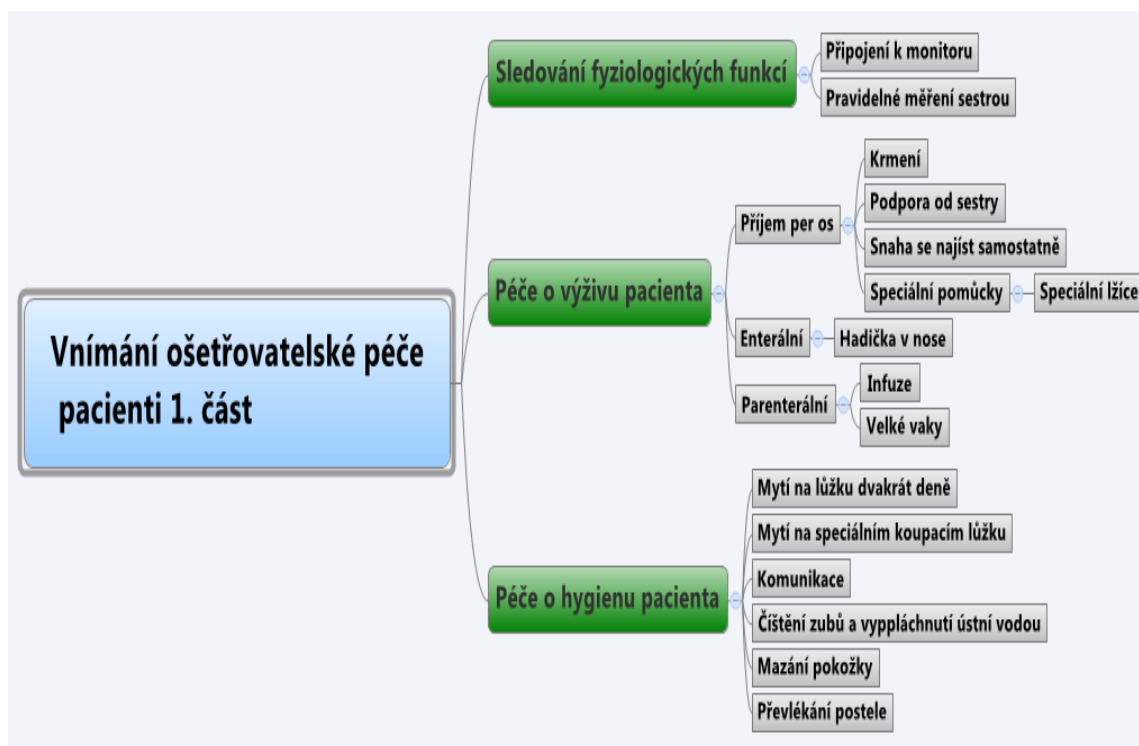 Vnímání ošetřovatelské péče
pacienti 1. část
Sledování fyziologických funkcí
Připojení k monitoru
Pravidelné měření sestrou
Péče o výživu pacienta
Příjem per os
Krmení
Podpora od sestry
Snaha se najíst samostatně
Speciální pomůcky
Speciální lžíce
Enterální
Hadička v nose
Parenterální
Infuze
Velké vaky
Péče o hygienu pacienta
Mytí na lůžku dvakrát deně
Mytí na speciálním koupacím lůžku
Komunikace
Číštění zubů a vyppláchnutí ústní vodou
Mazání pokožky
Převlékání postele